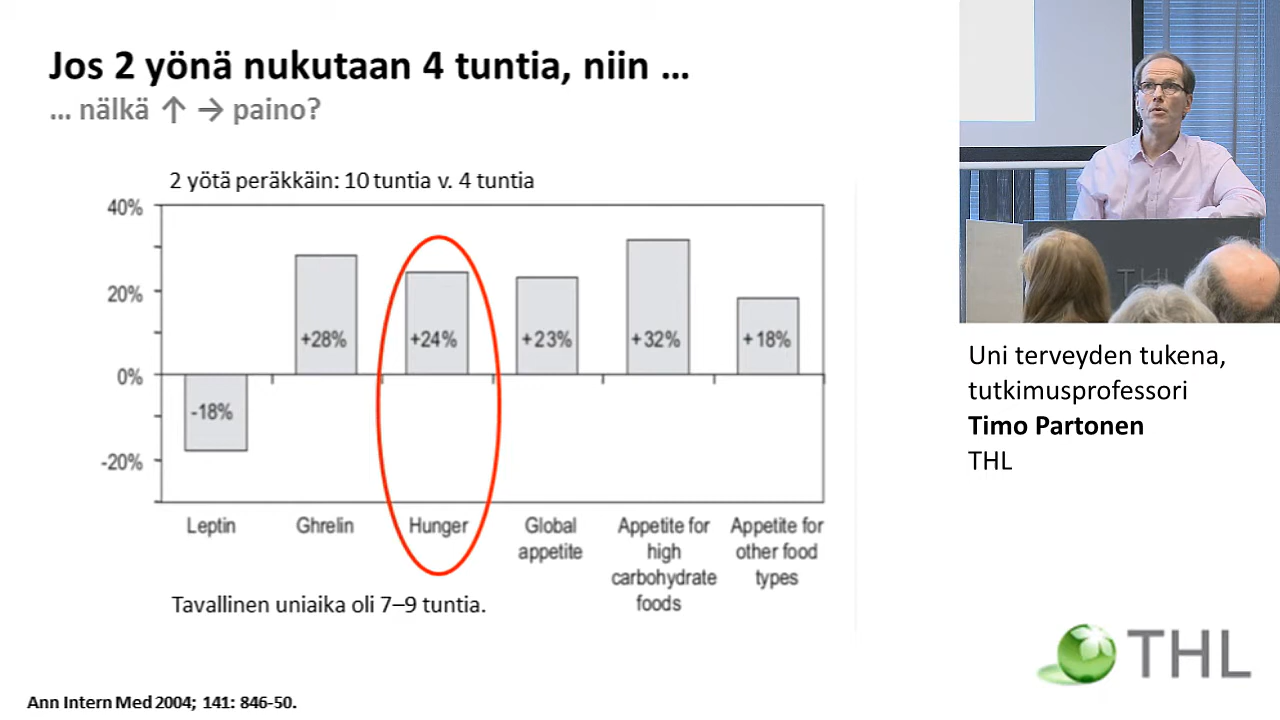 Jos 2 yönä nukutaan 4 tuntia, niin …
… nälkä ↑ → paino?
2 yötä peräkkäin: 10 tuntia v. 4 tuntia
40%
20%
0%
-20%
-18%
+28%
+24%
+23%
+32%
+18%
Leptin
Ghrelin
Hunger
Global
appetite
Appetite for
high
carbohydrate
foods
Appetite for
other food
types
Tavallinen uniaika oli 7–9 tuntia.
Ann Intern Med 2004; 141: 846-50.
THL
Uni terveyden tukena,
tutkimusprofessori
Timo Partonen
THL
THL